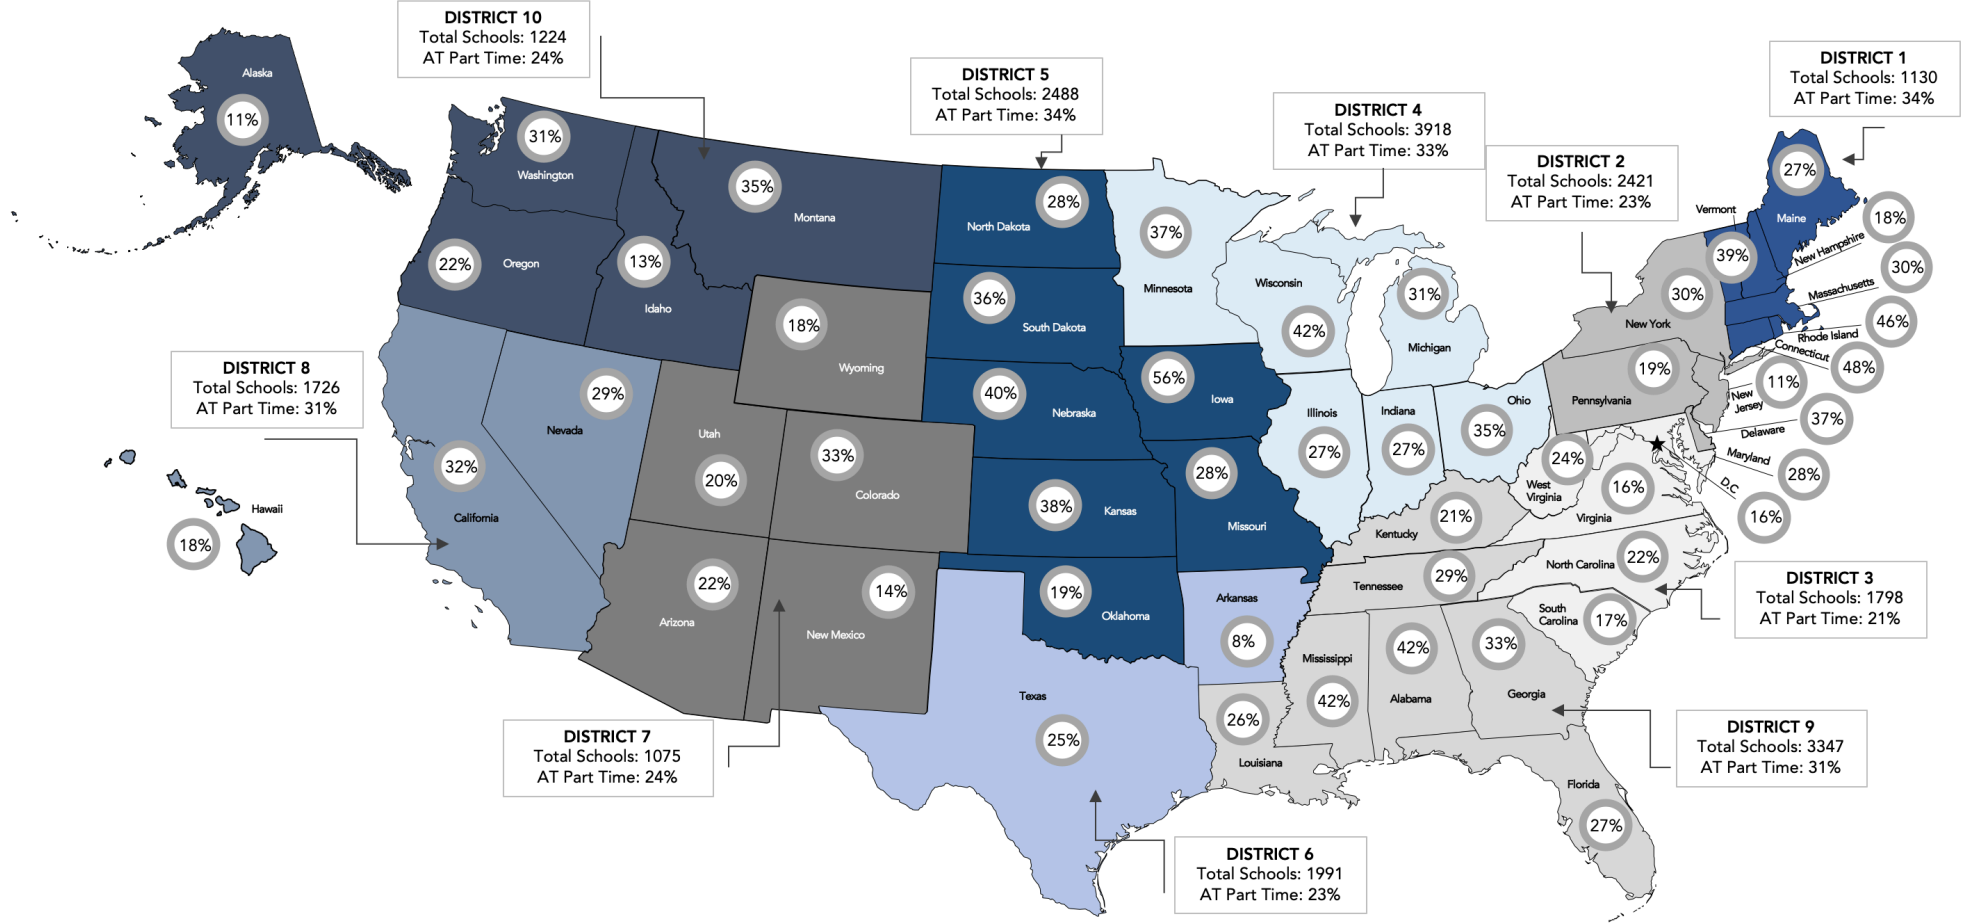 DISTRICT 10
Total Schools: 1224
AT Part Time: 24%
DISTRICT 5
Total Schools: 2488
AT Part Time: 34%
DISTRICT 4
Total Schools: 3918
AT Part Time: 33%
DISTRICT 1
Total Schools: 1130
AT Part Time: 34%
DISTRICT 2
Total Schools: 2421
AT Part Time: 23%
Alaska
11%
31%
Washington
35%
Montana
22%
Oregon
13%
Idaho
18%
Wyoming
28%
North Dakota
36%
South Dakota
37%
Minnesota
Wisconsin
42%
31%
Michigan
27%
Maine
Vermont
39%
18%
New Hampshire
30%
Massachusetts
46%
Rhode Island
48%
Connecticut
30%
New York
19%
Pennsylvania
11%
New
Jersey
37%
Delaware
28%
Maryland
16%
D.C
DISTRICT 8
Total Schools: 1726
AT Part Time: 31%
29%
Nevada
32%
California
Hawaii
18%
Utah
20%
33%
Colorado
40%
Nebraska
56%
Iowa
38%
Kansas
28%
Missouri
Illinois
27%
Indiana
27%
Ohio
35%
24%
West
Virginia
16%
Virginia
21%
Kentucky
29%
Tennessee
22%
North Carolina
South
Carolina
17%
DISTRICT 3
Total Schools: 1798
AT Part Time: 21%
22%
Arizona
14%
New Mexico
19%
Oklahoma
Arkansas
8%
Texas
25%
26%
Louisiana
Mississippi
42%
42%
Alabama
33%
Georgia
Florida
27%
DISTRICT 7
Total Schools: 1075
AT Part Time: 24%
DISTRICT 9
Total Schools: 3347
AT Part Time: 31%
DISTRICT 6
Total Schools: 1991
AT Part Time: 23%